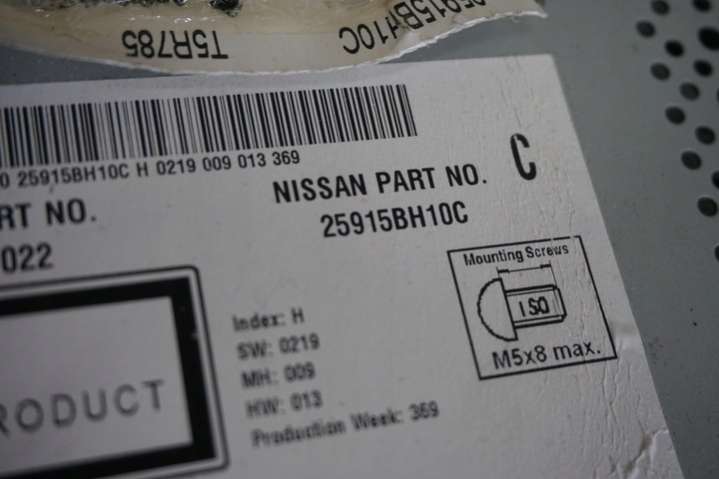 25915BH10C
T5R785
0 25915BH10C H 0219 009 013 369
NISSAN PART NO. C
25915BH10C
RT NO.
022
Mounting Screws
ISO
M5x8 max.
Index: H
SW: 0219
MH: 009
HW: 013
Production Week: 369
RODUCT